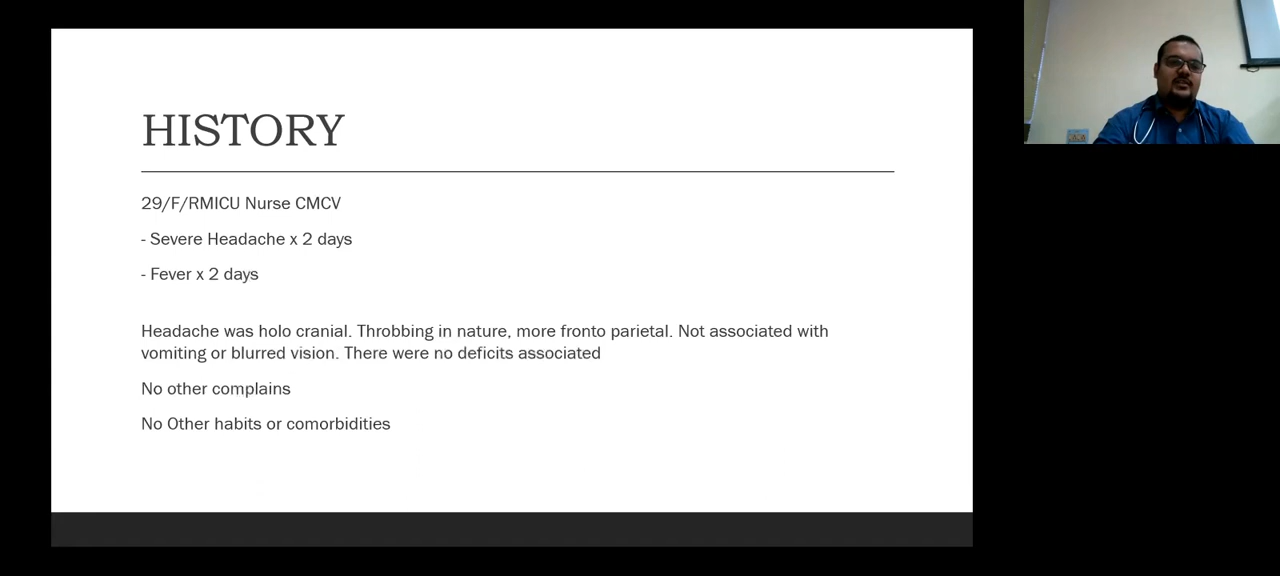 HISTORY
29/F/RMICU Nurse CMCV
- Severe Headache x 2 days
- Fever x 2 days
Headache was holo cranial. Throbbing in nature, more fronto parietal. Not associated with
vomiting or blurred vision. There were no deficits associated
No other complains
No Other habits or comorbidities